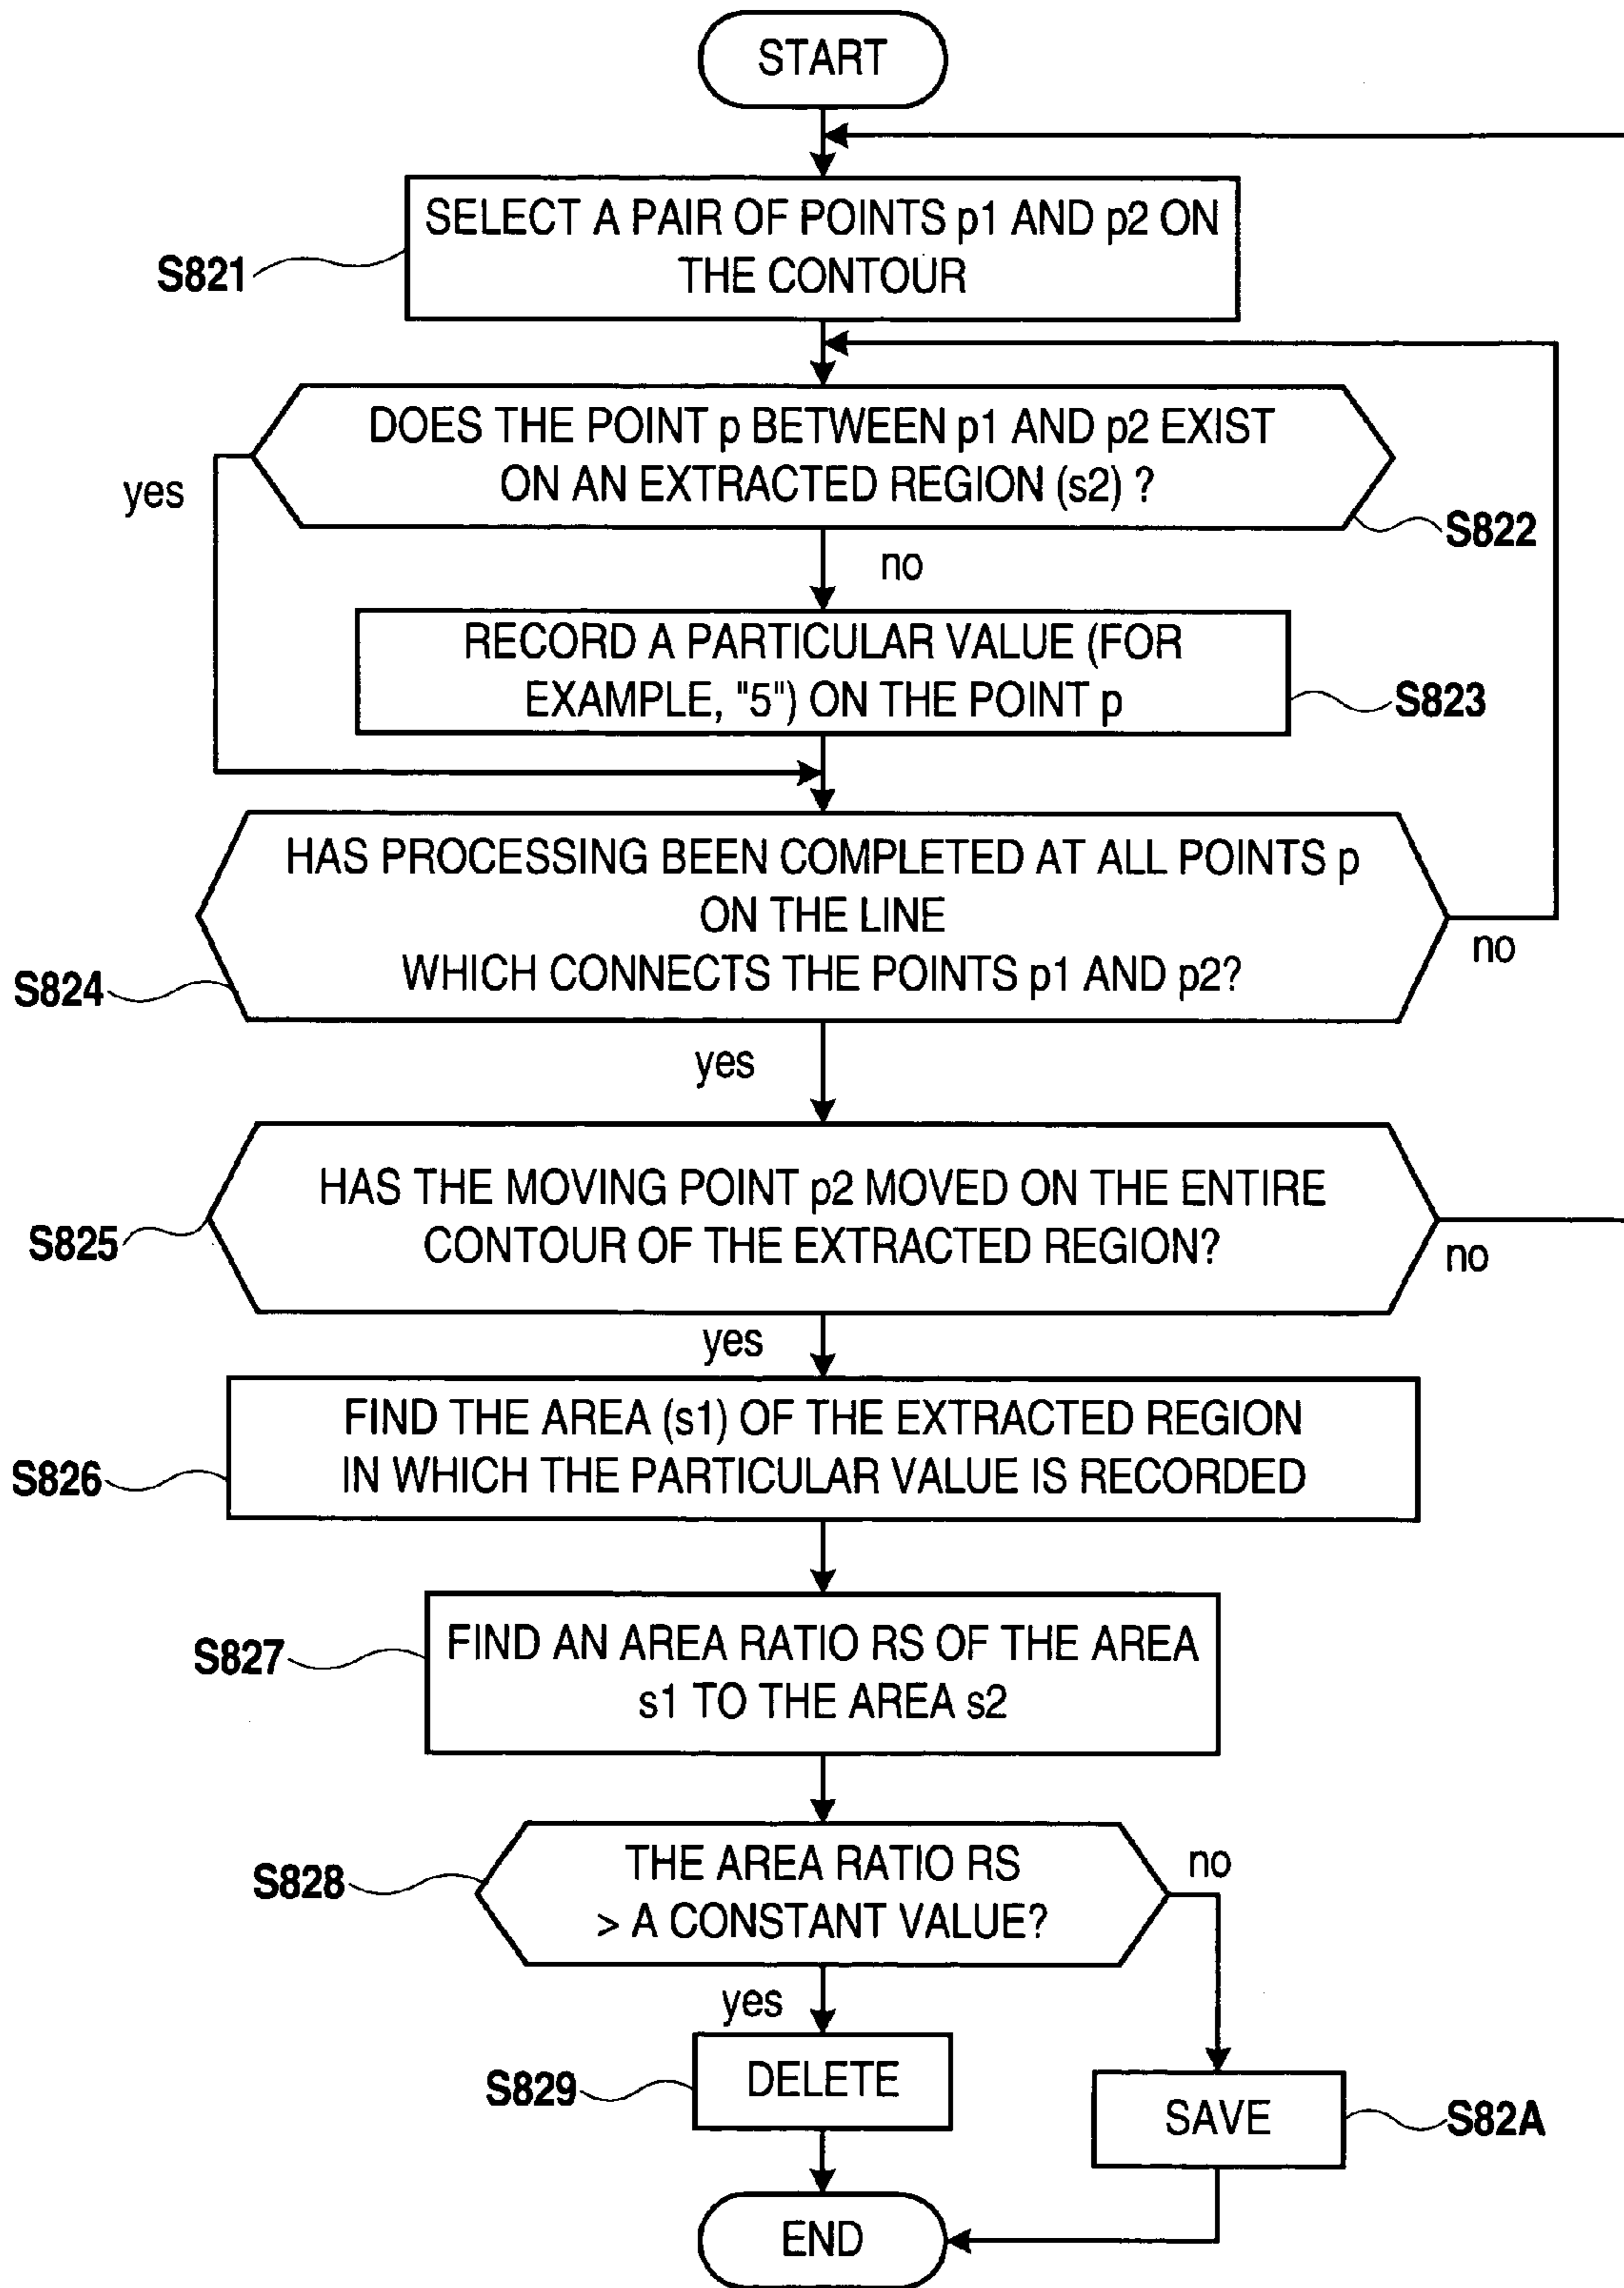 START
SELECT A PAIR OF POINTS p1 AND p2 ON
THE CONTOUR
S821
DOES THE POINT p BETWEEN p1 AND p2 EXIST
ON AN EXTRACTED REGION (s2) ?
yes
S822
no
RECORD A PARTICULAR VALUE (FOR
EXAMPLE, "5") ON THE POINT p
S823
HAS PROCESSING BEEN COMPLETED AT ALL POINTS p
ON THE LINE
WHICH CONNECTS THE POINTS p1 AND p2?
no
S824
yes
HAS THE MOVING POINT p2 MOVED ON THE ENTIRE
CONTOUR OF THE EXTRACTED REGION?
S825
no
yes
FIND THE AREA (s1) OF THE EXTRACTED REGION
IN WHICH THE PARTICULAR VALUE IS RECORDED
S826
FIND AN AREA RATIO RS OF THE AREA
s1 TO THE AREA s2
S827
THE AREA RATIO RS
> A CONSTANT VALUE?
S828
no
yes
DELETE
S829
SAVE
S82A
END